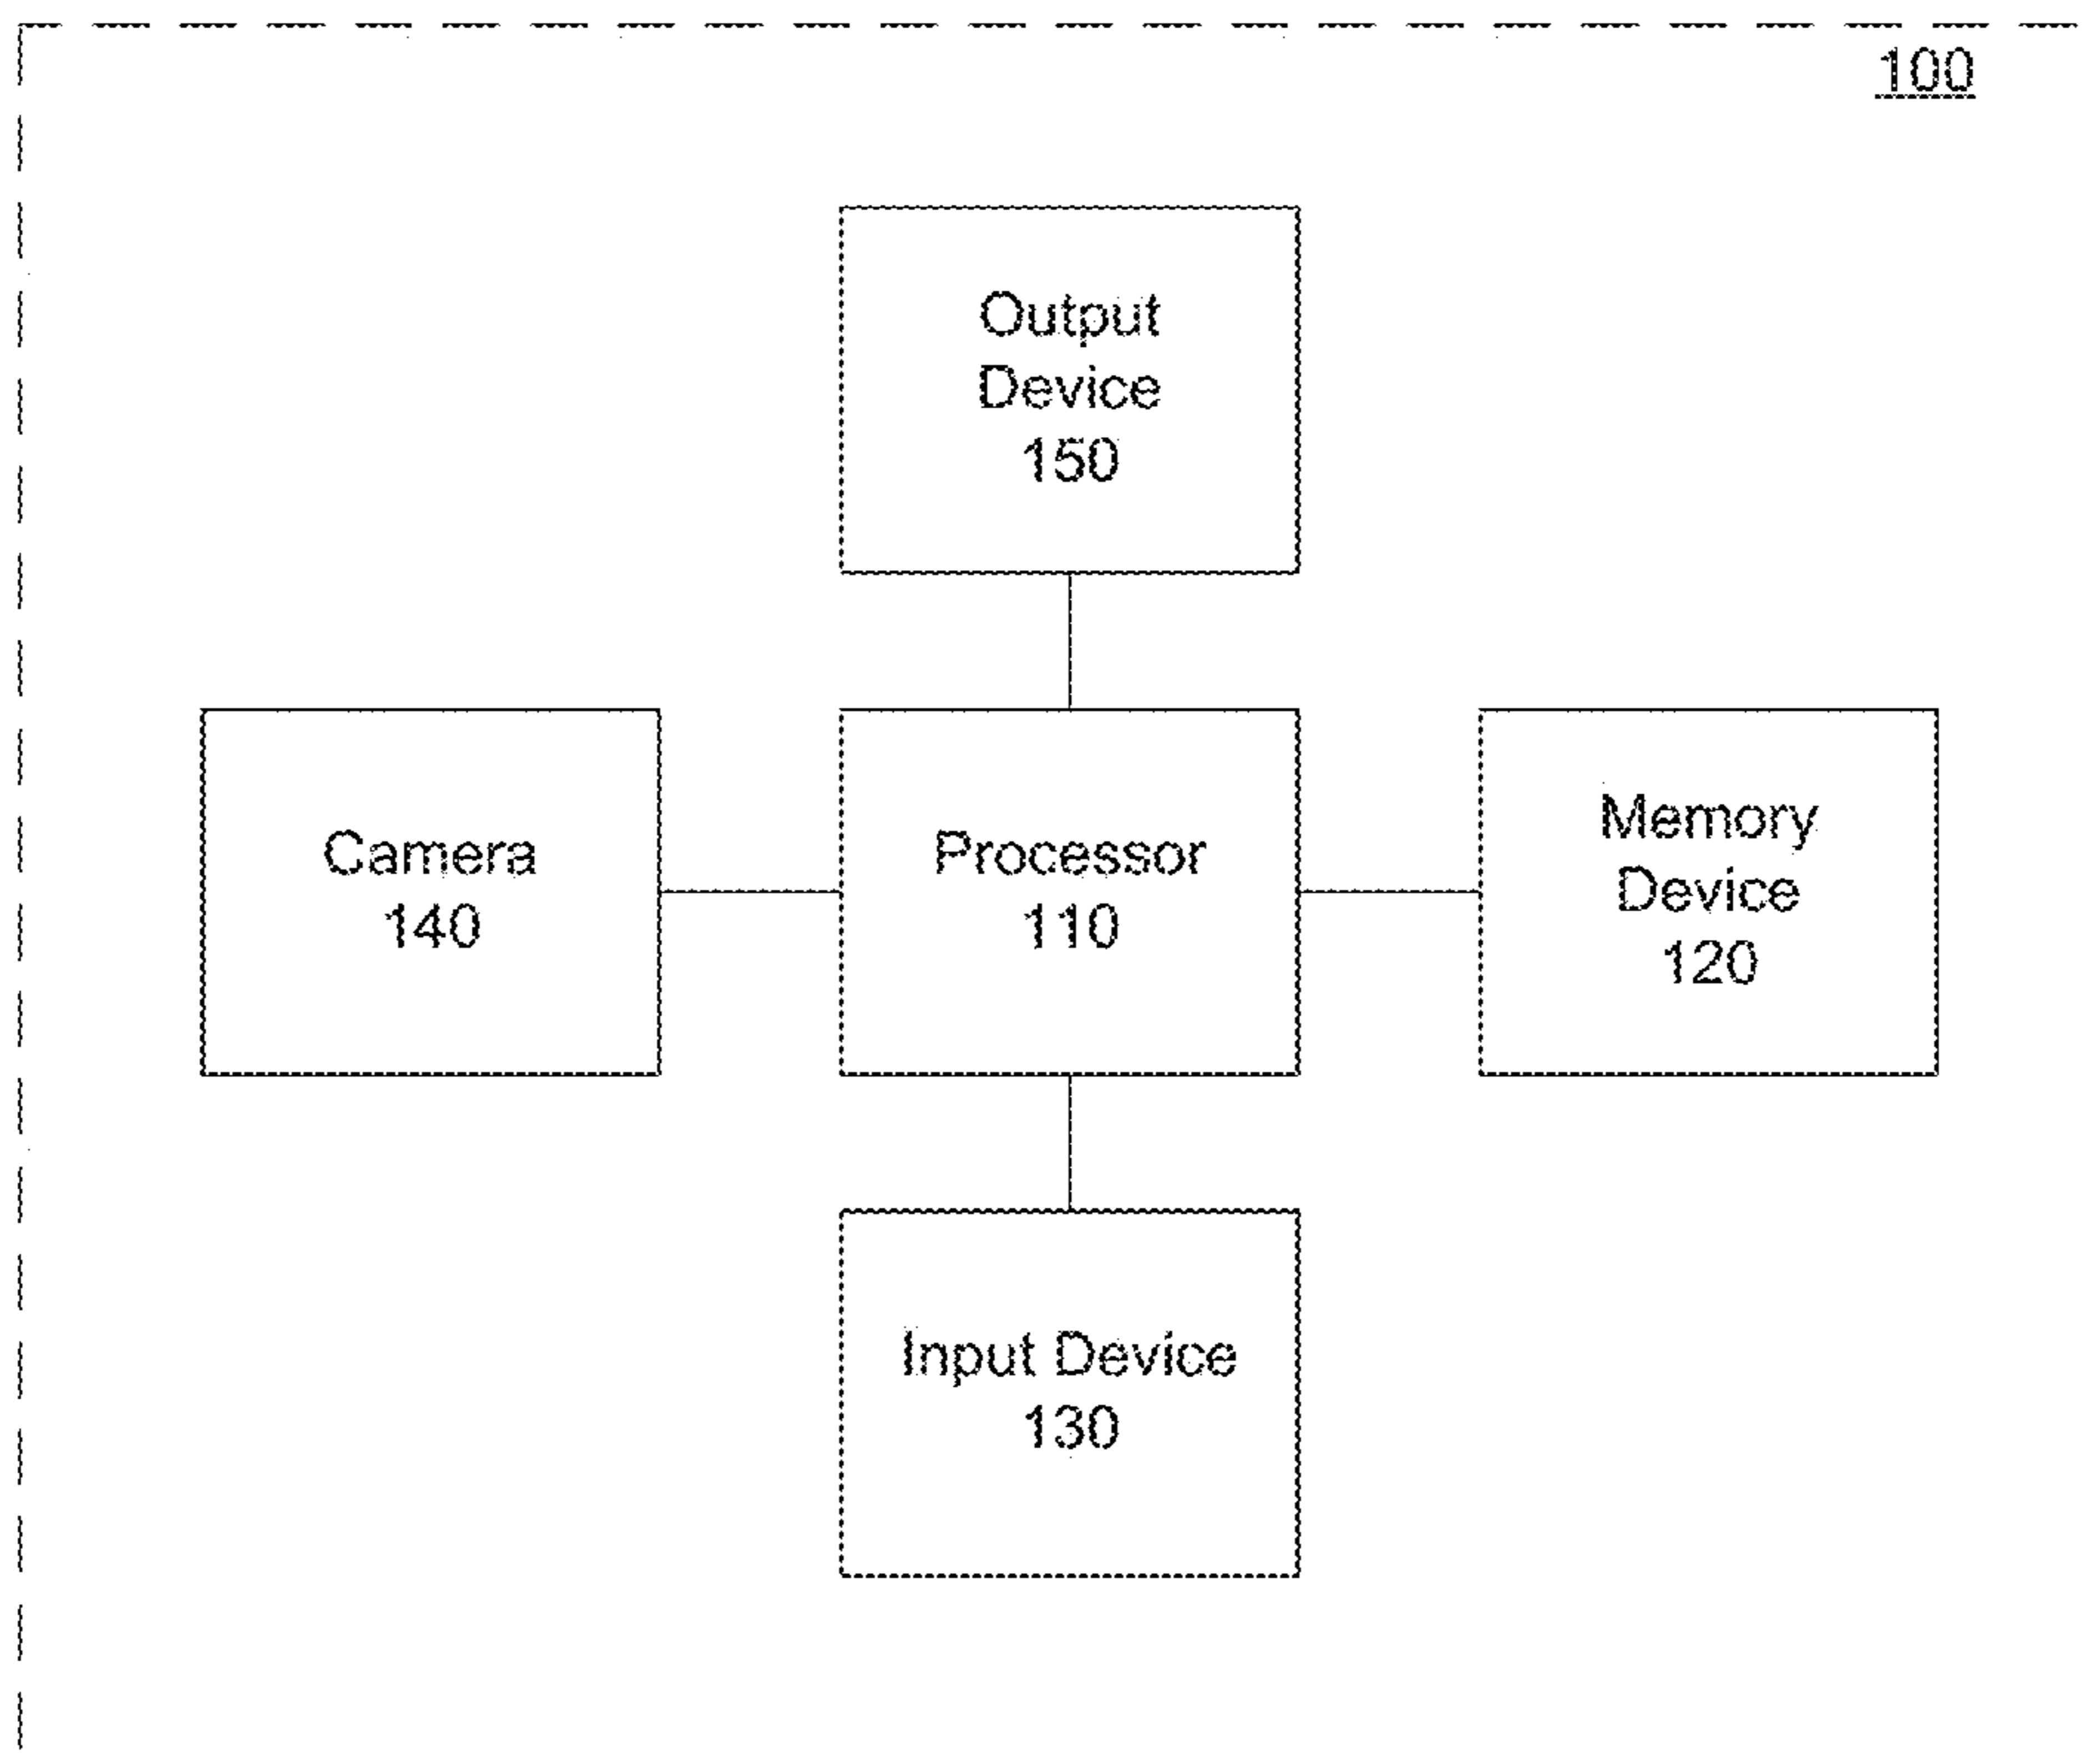 100
Output
Device
150
Camera
140
Processor
110
Memory
Device
120
Input Device
130